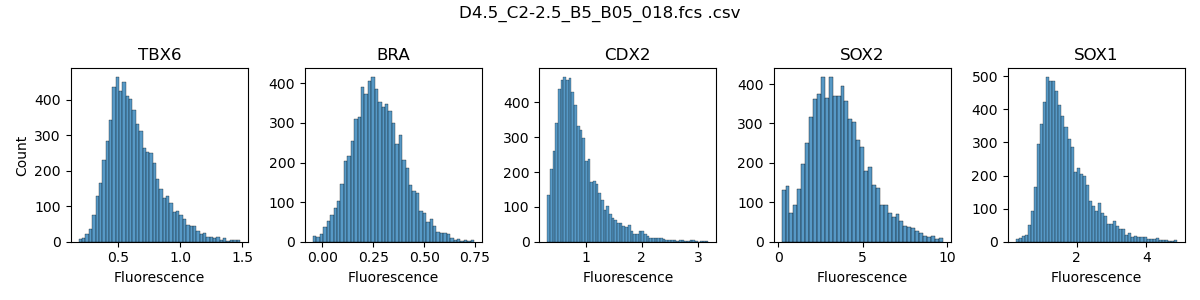 D4.5_C2-2.5_B5_B05_018.fcs .csv
TBX6 BRA CDX2 SOX2 SOX1
Count
400 300 200 100 0
0.5 1.0 1.5
Fluorescence
400 300 200 100 0
0.00 0.25 0.50 0.75
Fluorescence
400 300 200 100 0
1 2 3
Fluorescence
400 300 200 100 0
0 5 10
Fluorescence
500 400 300 200 100 0
2 4
Fluorescence